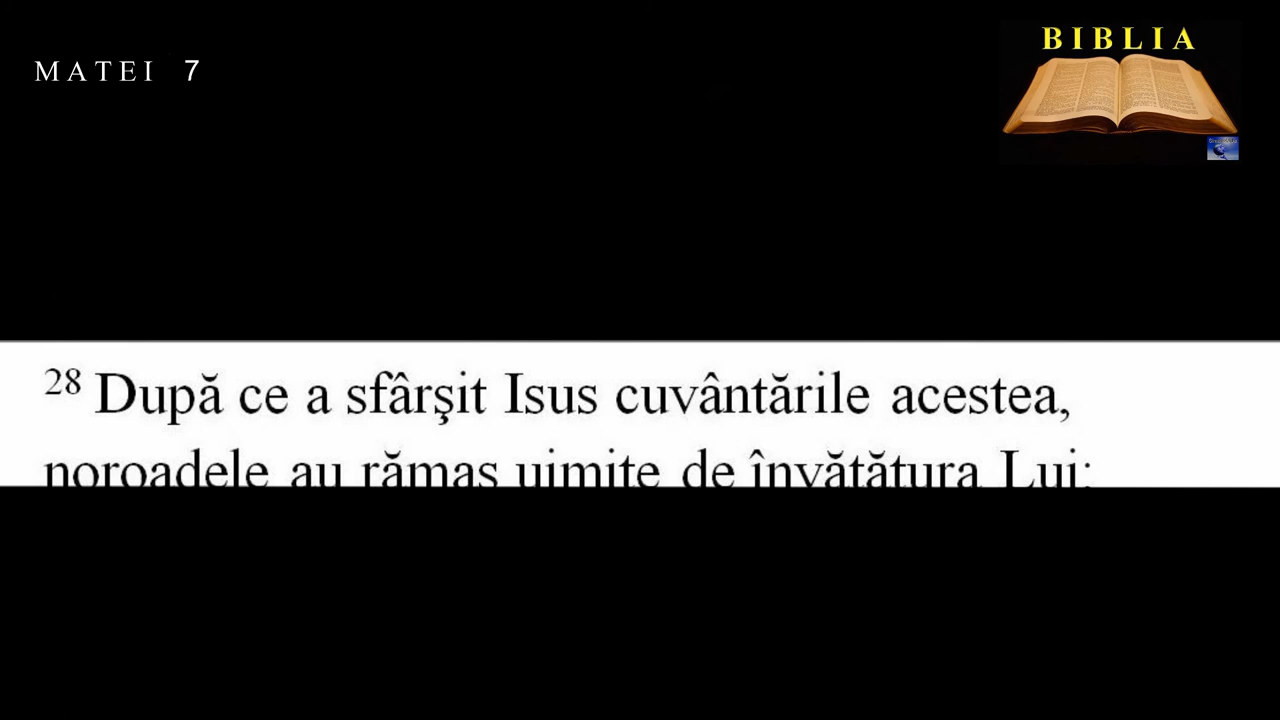 BIBLIA
MATEI 7
28 După ce a sfârşit Isus cuvântările acestea,
noroadele au rămas uimite de învăţătura Lui;